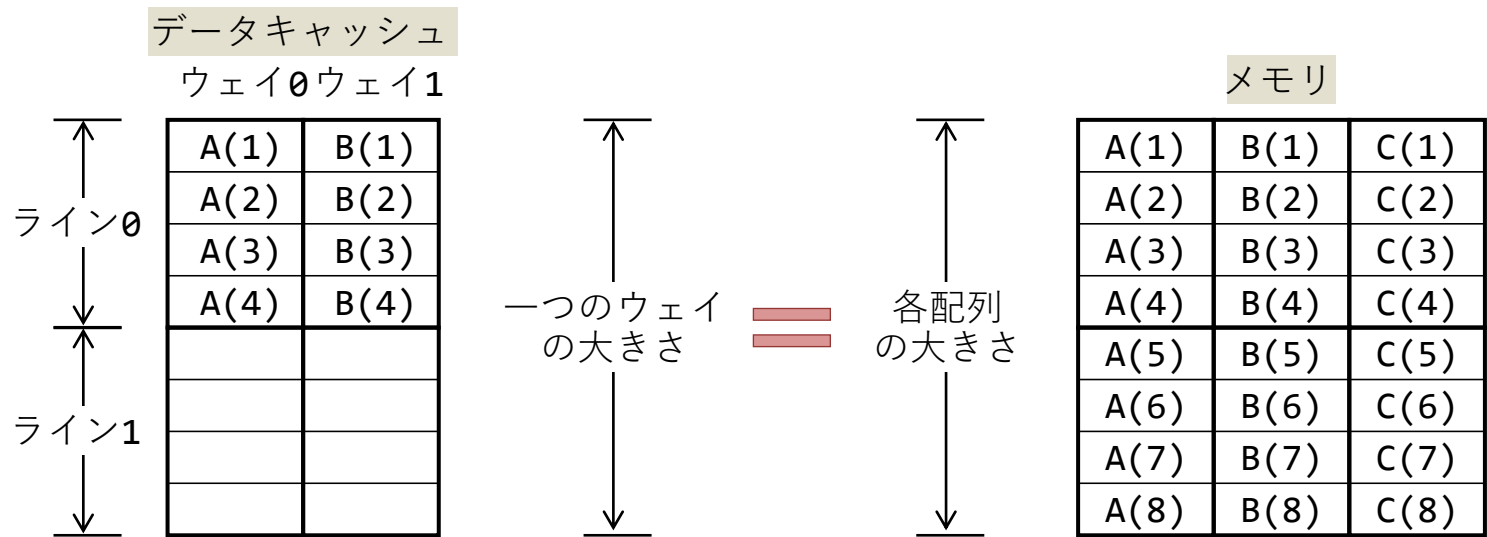 データキャッシュ
ウェイ0 ウェイ1
メモリ
A(1) B(1)
A(2) B(2)
A(3) B(3)
A(4) B(4)
ライン0
ライン1
一つのウェイ
の大きさ
各配列
の大きさ
A(1) B(1) C(1)
A(2) B(2) C(2)
A(3) B(3) C(3)
A(4) B(4) C(4)
A(5) B(5) C(5)
A(6) B(6) C(6)
A(7) B(7) C(7)
A(8) B(8) C(8)